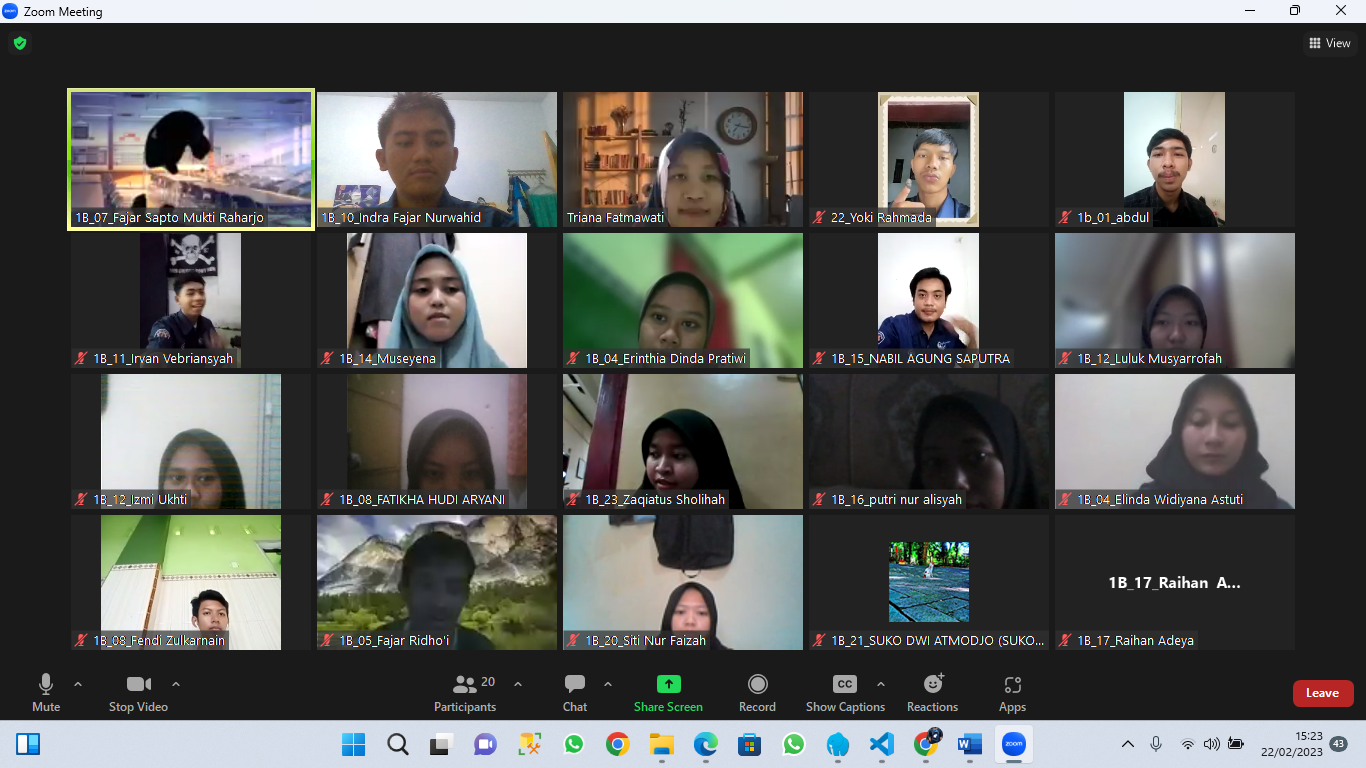 Zoom Meeting
View
1B_07_Fajar Sapto Mukti Raharjo
1B_10_Indra Fajar Nurwahid
Triana Fatmawati
22_Yoki Rahmada
1b_01_abdul
1B_11_Irvan Vebriansyah
1B_14_Museyena
1B_04_Erinthia Dinda Pratiwi
1B_15_NABIL AGUNG SAPUTRA
1B_12_Luluk Musyarrofah
1B_12_Izmi Ukhti
1B_08_FATIKHA HUDI ARYANI
1B_23_Zaqiatus Sholihah
1B_16_putri nur alisyah
1B_04_Elinda Widiyana Astuti
1B_17_Raihan A...
1B_08_Fendi Zulkarnain
1B_05_Fajar Ridho'i
1B_20_Siti Nur Faizah
1B_21_SUKO DWI ATMODJO (SUKO...
1B_17_Raihan Adeya
20
CC
Mute
Stop Video
Participants
Chat
Share Screen
Record
Show Captions
Reactions
Apps
Leave
zoom
15:23
22/02/2023
43